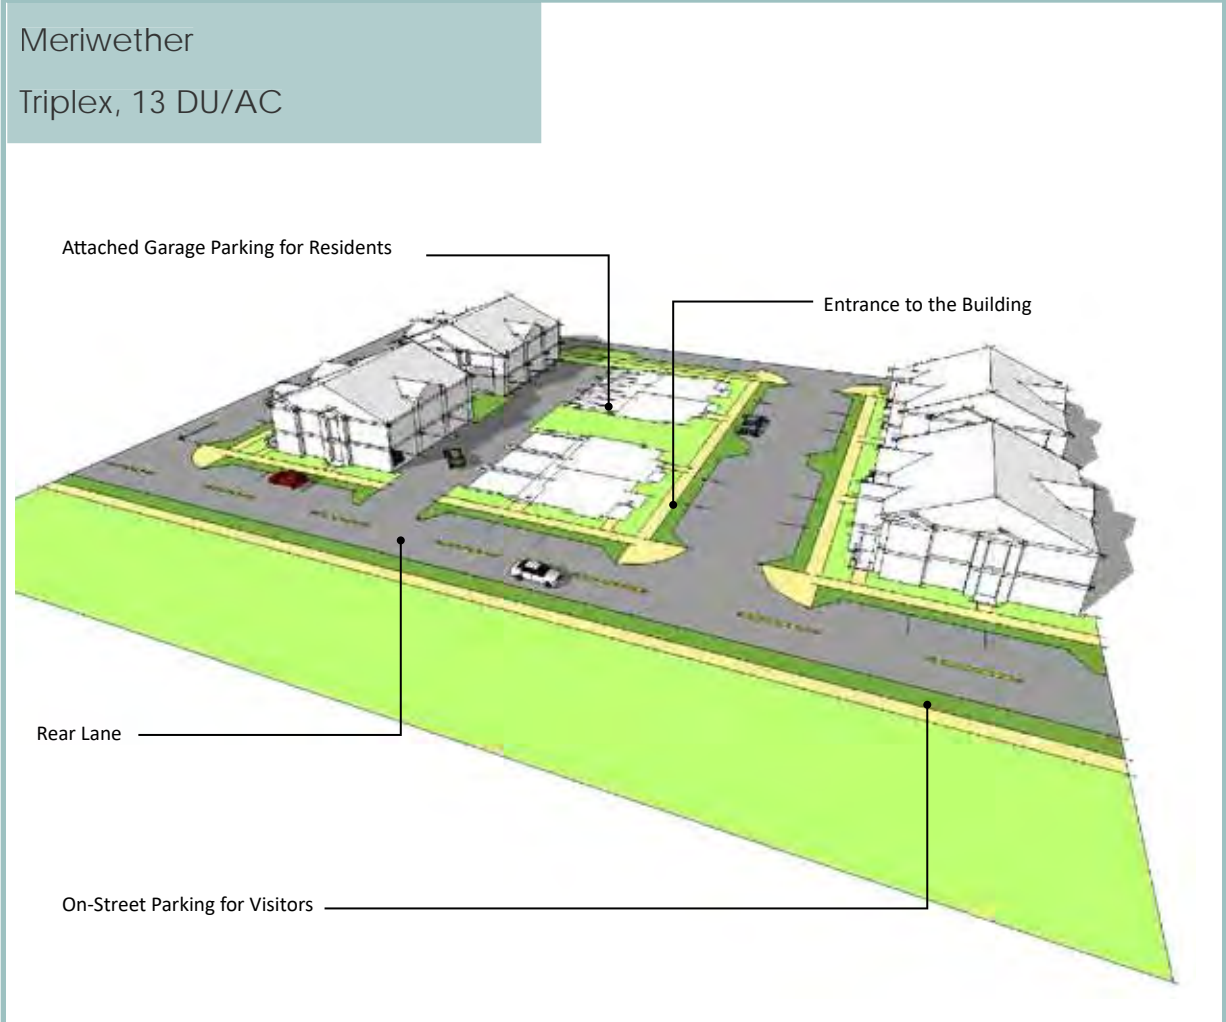 Meriwether
Triplex, 13 DU/AC
Attached Garage Parking for Residents
Entrance to the Building
Rear Lane
On-Street Parking for Visitors